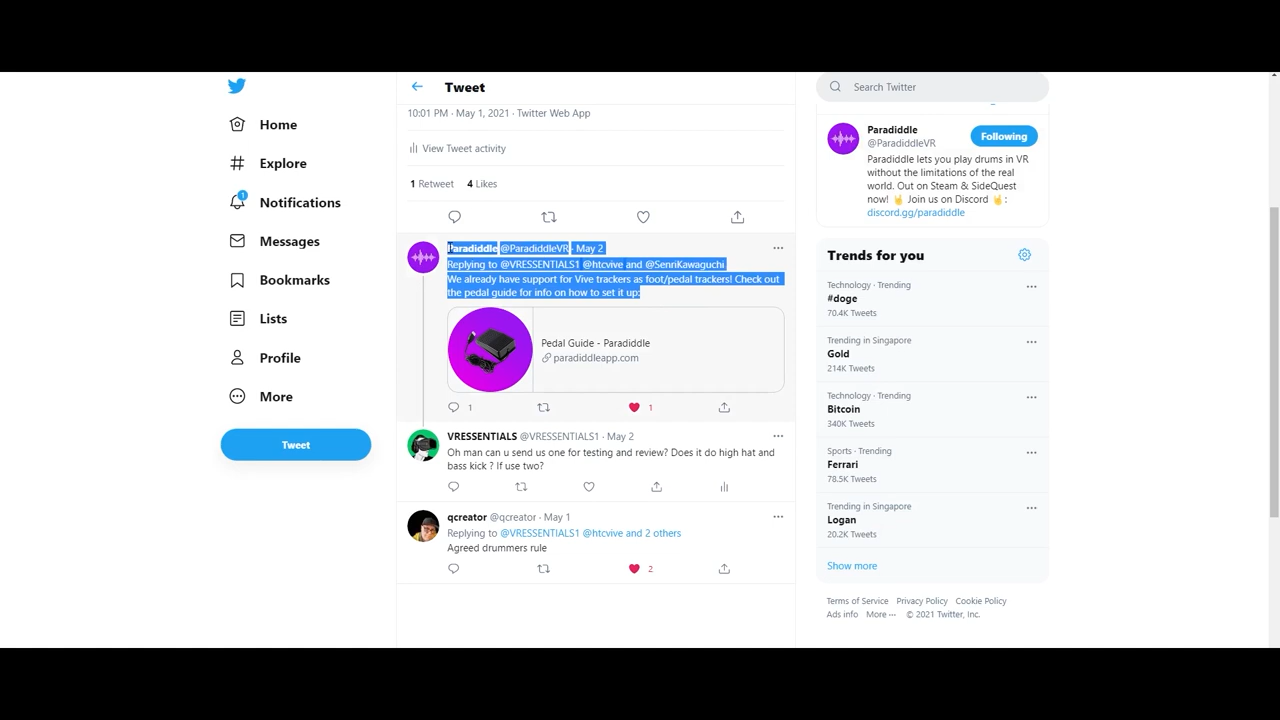 Home
Explore
1
Notifications
Messages
Bookmarks
Lists
Profile
More
Tweet
Tweet
10:01 PM · May 1, 2021 · Twitter Web App
View Tweet activity
1 Retweet 4 Likes
Paradiddle @ParadiddleVR · May 2
Replying to @VRESSENTIALS1 @htcvive and @SenriKawaguchi
We already have support for Vive trackers as foot/pedal trackers! Check out
the pedal guide for info on how to set it up:
Pedal Guide - Paradiddle
paradiddleapp.com
1 1
VRESSENTIALS @VRESSENTIALS1 · May 2
Oh man can u send us one for testing and review? Does it do high hat and
bass kick ? If use two?
qcreator @qcreator · May 1
Replying to @VRESSENTIALS1 @htcvive and 2 others
Agreed drummers rule
2
Search Twitter
Paradiddle
@ParadiddleVR
Following
Paradiddle lets you play drums in VR
without the limitations of the real
world. Out on Steam & SideQuest
now! 🤘 Join us on Discord 🤘:
discord.gg/paradiddle
Trends for you
Technology · Trending
#doge
70.4K Tweets
Trending in Singapore
Gold
214K Tweets
Technology · Trending
Bitcoin
340K Tweets
Sports · Trending
Ferrari
78.5K Tweets
Trending in Singapore
Logan
20.2K Tweets
Show more
Terms of Service Privacy Policy Cookie Policy
Ads info More ··· © 2021 Twitter, Inc.